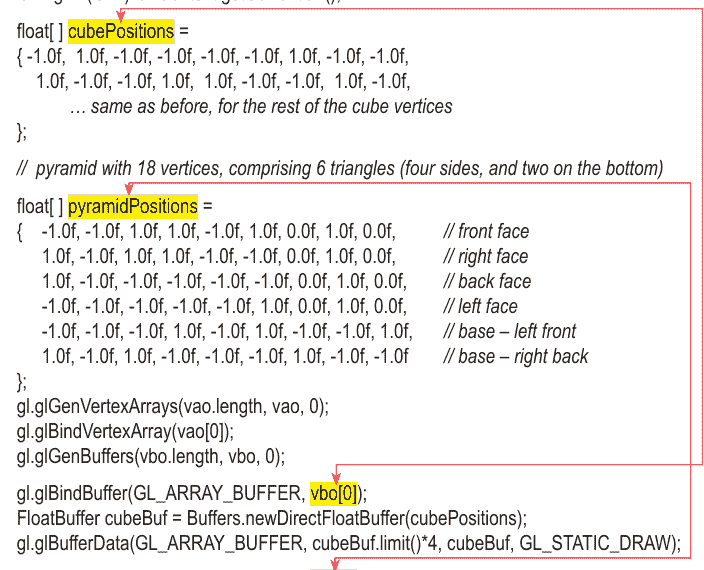 float[ ] cubePositions =
{ -1.0f, 1.0f, -1.0f, -1.0f, -1.0f, -1.0f, 1.0f, -1.0f, -1.0f,
1.0f, -1.0f, -1.0f, 1.0f, 1.0f, -1.0f, -1.0f, 1.0f, -1.0f,
… same as before, for the rest of the cube vertices
};
// pyramid with 18 vertices, comprising 6 triangles (four sides, and two on the bottom)
float[ ] pyramidPositions =
{ -1.0f, -1.0f, 1.0f, 1.0f, -1.0f, 1.0f, 0.0f, 1.0f, 0.0f, // front face
1.0f, -1.0f, 1.0f, 1.0f, -1.0f, -1.0f, 0.0f, 1.0f, 0.0f, // right face
1.0f, -1.0f, -1.0f, -1.0f, -1.0f, -1.0f, 0.0f, 1.0f, 0.0f, // back face
-1.0f, -1.0f, -1.0f, -1.0f, -1.0f, 1.0f, 0.0f, 1.0f, 0.0f, // left face
-1.0f, -1.0f, -1.0f, 1.0f, -1.0f, 1.0f, -1.0f, -1.0f, 1.0f, // base – left front
1.0f, -1.0f, 1.0f, -1.0f, -1.0f, -1.0f, 1.0f, -1.0f, -1.0f // base – right back
};
gl.glGenVertexArrays(vao.length, vao, 0);
gl.glBindVertexArray(vao[0]);
gl.glGenBuffers(vbo.length, vbo, 0);
gl.glBindBuffer(GL_ARRAY_BUFFER, vbo[0]);
FloatBuffer cubeBuf = Buffers.newDirectFloatBuffer(cubePositions);
gl.glBufferData(GL_ARRAY_BUFFER, cubeBuf.limit()*4, cubeBuf, GL_STATIC_DRAW);